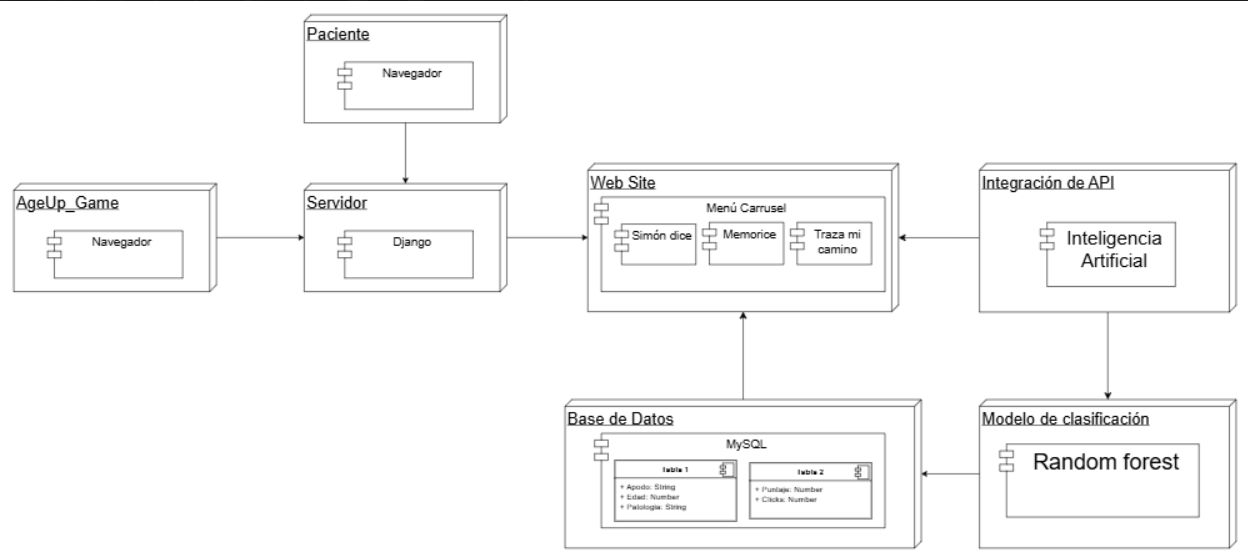 Paciente
Navegador
AgeUp_Game
Navegador
Servidor
Django
Web Site
Menú Carrusel
Simón dice
Memorice
Traza mi
camino
Integración de API
Inteligencia
Artificial
Base de Datos
MySQL
Tabla 1
+ Apodo: String
+ Edad: Number
+ Patología: String
Tabla 2
+ Puntaje: Number
+ Clicks: Number
Modelo de clasificación
Random forest